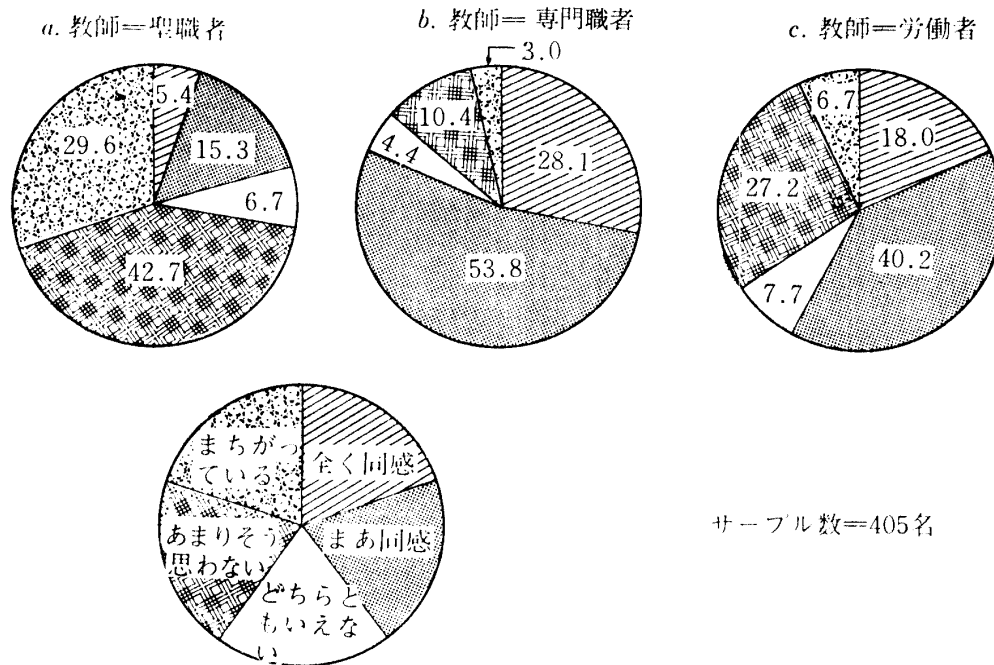 a. 教師=聖職者
b. 教師=専門職者
c. 教師=労働者
5.4
15.3
6.7
42.7
29.6
3.0
28.1
53.8
4.4
10.4
18.0
40.2
7.7
27.2
6.7
全く同感
まあ同感
どちらと
もいえな
い
あまりそう
思わない
まちがっ
ている
サープル数=405名